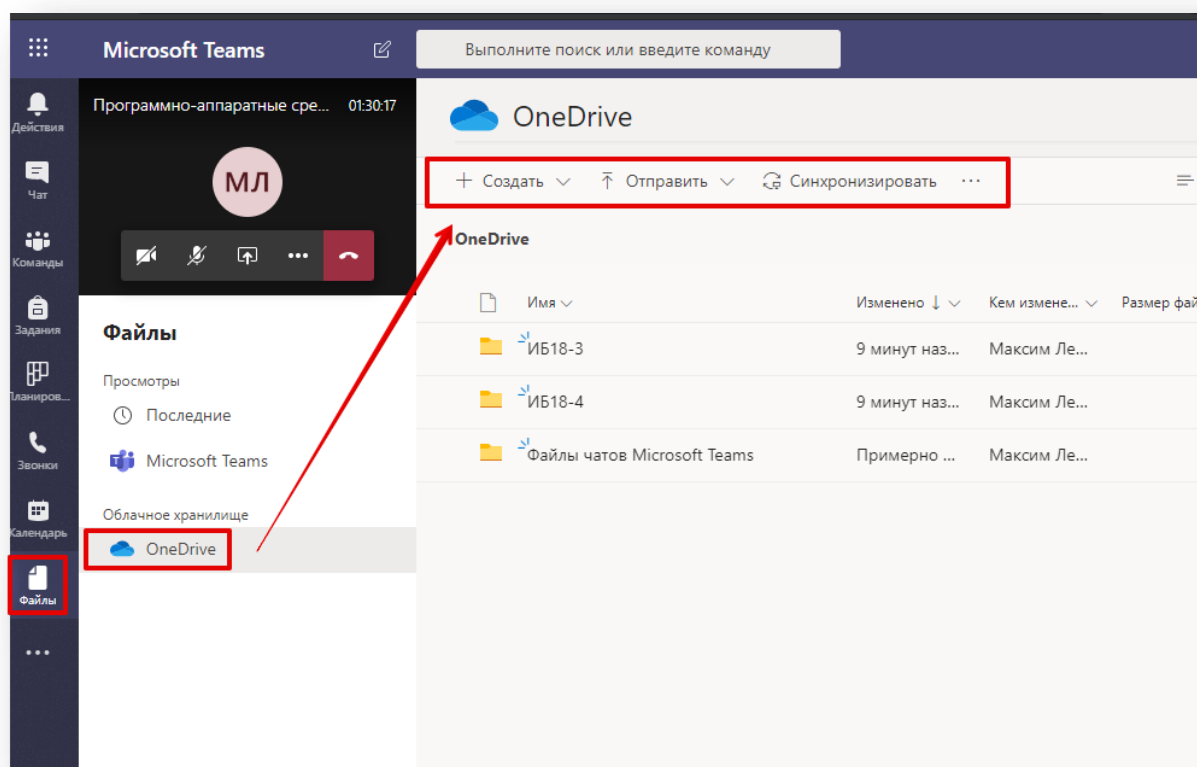 Microsoft Teams
Выполните поиск или введите команду
Действия
Чат
Команды
Задания
Планиров...
Звонки
Календарь
Файлы
Программно-аппаратные сре... 01:30:17
МЛ
Файлы
Просмотры
Последние
Microsoft Teams
Облачное хранилище
OneDrive
OneDrive
Создать Отправить Синхронизировать ...
OneDrive
Имя Изменено Кем измене... Размер фай
ИБ18-3 9 минут наз... Максим Ле...
ИБ18-4 9 минут наз... Максим Ле...
Файлы чатов Microsoft Teams Примерно ... Максим Ле...